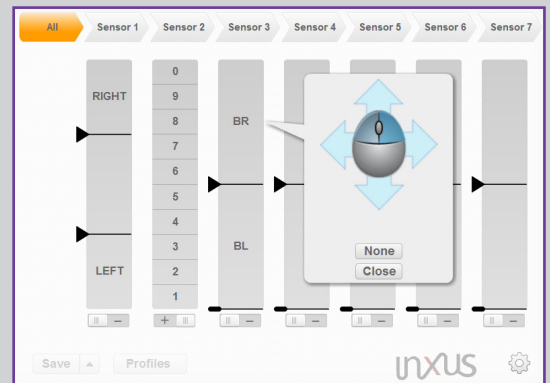 All Sensor 1 Sensor 2 Sensor 3 Sensor 4 Sensor 5 Sensor 6 Sensor 7
RIGHT
LEFT
0
9
8
7
6
5
4
3
2
1
BR
BL
None
Close
Save
Profiles
ınxus